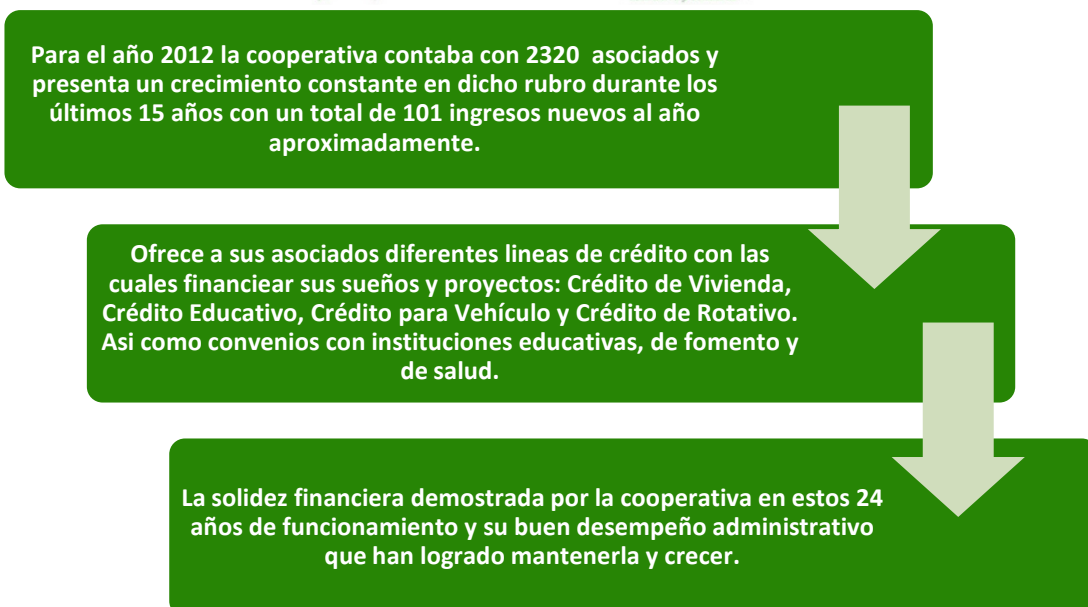 Para el año 2012 la cooperativa contaba con 2320 asociados y
presenta un crecimiento constante en dicho rubro durante los
últimos 15 años con un total de 101 ingresos nuevos al año
aproximadamente.
Ofrece a sus asociados diferentes lineas de crédito con las
cuales financiear sus sueños y proyectos: Crédito de Vivienda,
Crédito Educativo, Crédito para Vehículo y Crédito de Rotativo.
Asi como convenios con instituciones educativas, de fomento y
de salud.
La solidez financiera demostrada por la cooperativa en estos 24
años de funcionamiento y su buen desempeño administrativo
que han logrado mantenerla y crecer.